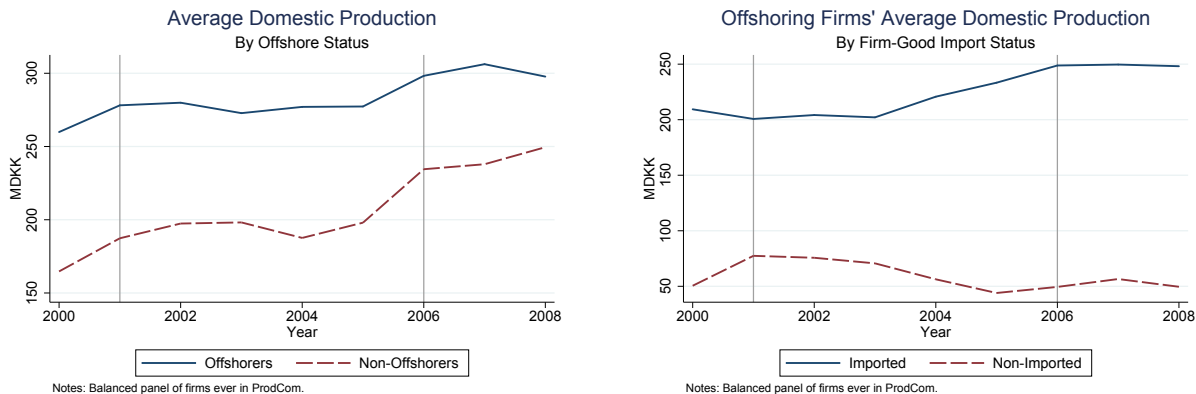 Average Domestic Production
By Offshore Status
MDKK
300
250
200
150
2000 2002 2004 2006 2008
Year
Offshorers Non-Offshorers
Notes: Balanced panel of firms ever in ProdCom.
Offshoring Firms' Average Domestic Production
By Firm-Good Import Status
MDKK
250
200
150
100
50
2000 2002 2004 2006 2008
Year
Imported Non-Imported
Notes: Balanced panel of firms ever in ProdCom.